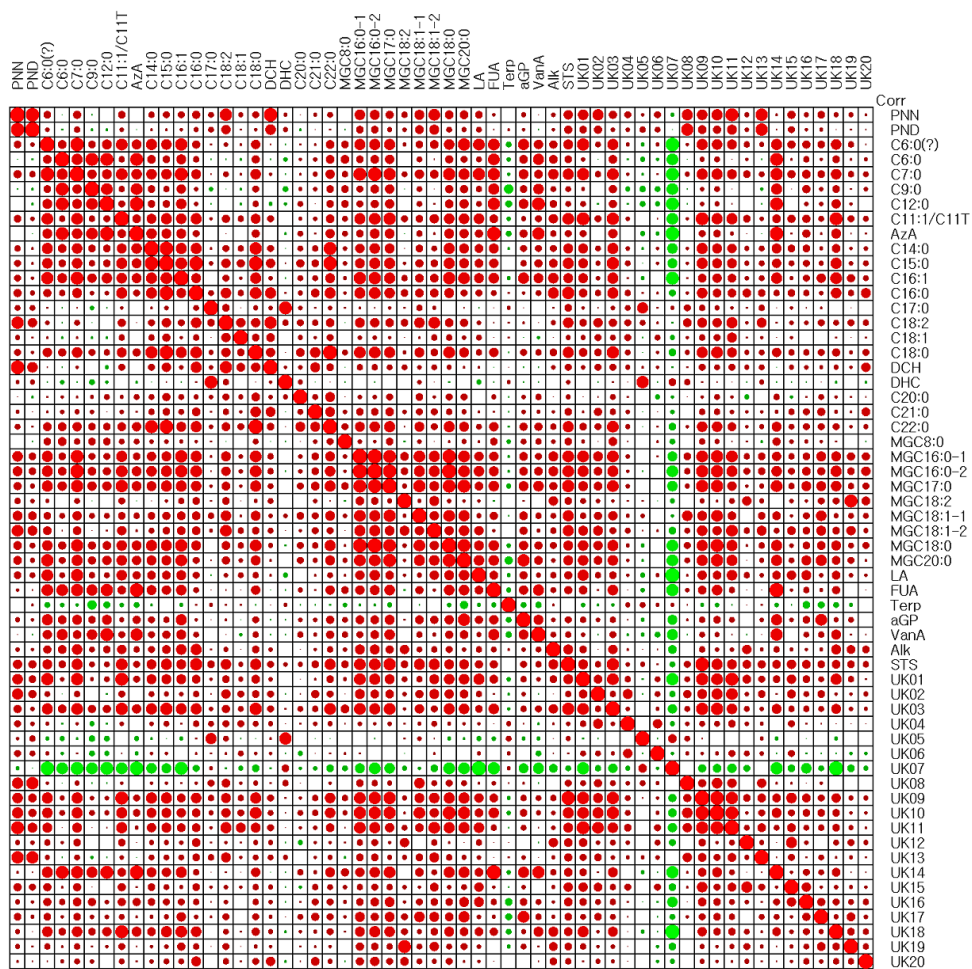 PNN
PND
C6:0(?)
C6:0
C7:0
C9:0
C12:0
C11:1/C11T
AzA
C14:0
C15:0
C16:1
C16:0
C17:0
C18:2
C18:1
C18:0
DCH
DHC
C20:0
C21:0
C22:0
MGC8:0
MGC16:0-1
MGC16:0-2
MGC17:0
MGC18:2
MGC18:1-1
MGC18:1-2
MGC18:0
MGC20:0
LA
FUA
Terp
aGP
VanA
Alk
STS
UK01
UK02
UK03
UK04
UK05
UK06
UK07
UK08
UK09
UK10
UK11
UK12
UK13
UK14
UK15
UK16
UK17
UK18
UK19
UK20
Corr
PNN
PND
C6:0(?)
C6:0
C7:0
C9:0
C12:0
C11:1/C11T
AzA
C14:0
C15:0
C16:1
C16:0
C17:0
C18:2
C18:1
C18:0
DCH
DHC
C20:0
C21:0
C22:0
MGC8:0
MGC16:0-1
MGC16:0-2
MGC17:0
MGC18:2
MGC18:1-1
MGC18:1-2
MGC18:0
MGC20:0
LA
FUA
Terp
aGP
VanA
Alk
STS
UK01
UK02
UK03
UK04
UK05
UK06
UK07
UK08
UK09
UK10
UK11
UK12
UK13
UK14
UK15
UK16
UK17
UK18
UK19
UK20